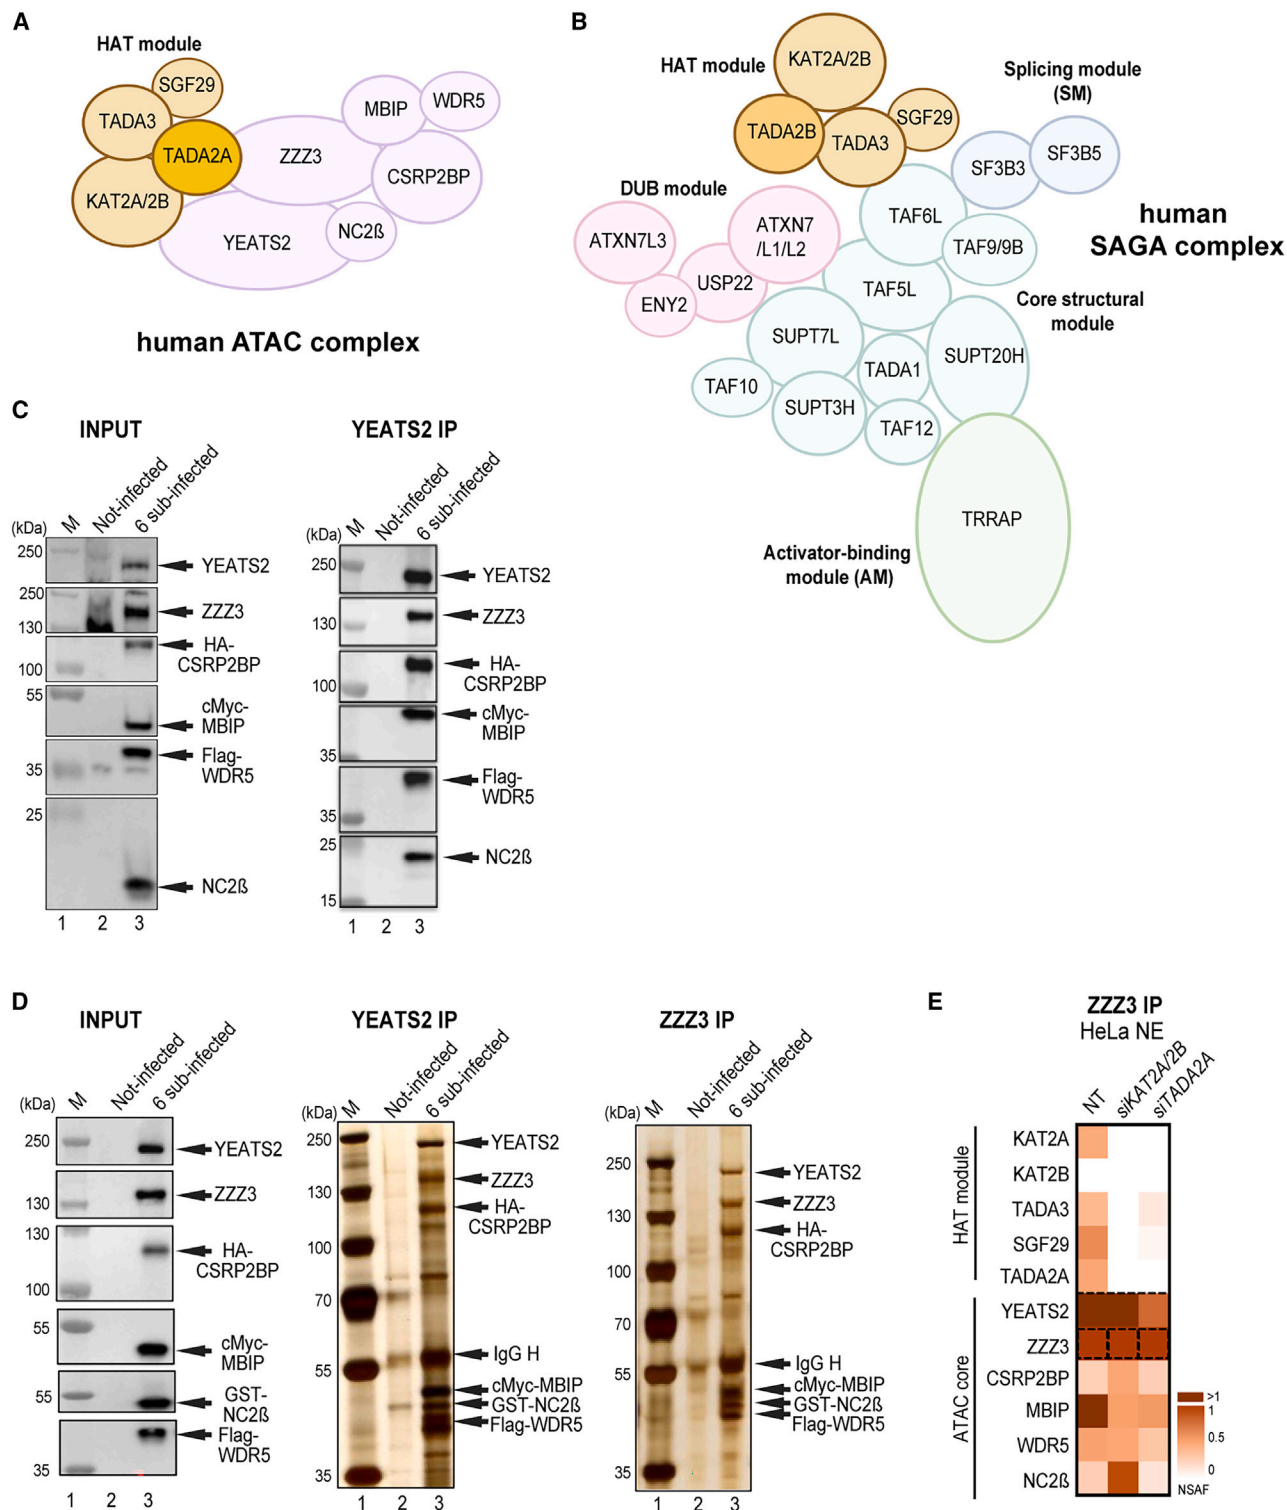 A
HAT module
SGF29
TADA3
TADA2A
KAT2A/2B
ZZZ3
MBIP
WDR5
CSRP2BP
NC2ß
YEATS2
human ATAC complex
B
HAT module
KAT2A/2B
TADA2B
TADA3
SGF29
Splicing module
(SM)
SF3B3
SF3B5
DUB module
ATXN7L3
ENY2
USP22
ATXN7
/L1/L2
TAF6L
TAF9/9B
human
SAGA complex
TAF5L
Core structural
module
SUPT7L
TADA1
SUPT20H
TAF10
SUPT3H
TAF12
TRRAP
Activator-binding
module (AM)
C
INPUT
(kDa)
M
Not-infected
6 sub-infected
250
YEATS2
250
ZZZ3
130
HA-
CSRP2BP
100
55
cMyc-
MBIP
Flag-
WDR5
35
25
NC2ß
1 2 3
YEATS2 IP
(kDa)
M
Not-infected
6 sub-infected
250
YEATS2
ZZZ3
130
HA-
CSRP2BP
100
cMyc-
MBIP
35
Flag-
WDR5
35
25
NC2ß
15
1 2 3
D
INPUT
(kDa)
M
Not-infected
6 sub-infected
250
YEATS2
ZZZ3
130
130
HA-
CSRP2BP
100
55
cMyc-
MBIP
55
GST-
NC2ß
Flag-
WDR5
35
1 2 3
YEATS2 IP
(kDa)
M
Not-infected
6 sub-infected
250
YEATS2
ZZZ3
130
HA-
CSRP2BP
100
70
IgG H
55
cMyc-MBIP
GST-NC2ß
Flag-WDR5
35
1 2 3
ZZZ3 IP
(kDa)
M
Not-infected
6 sub-infected
250
YEATS2
ZZZ3
130
HA-
CSRP2BP
100
70
IgG H
55
cMyc-MBIP
GST-NC2ß
Flag-WDR5
35
1 2 3
E
ZZZ3 IP
HeLa NE
NT
siKAT2A/2B
siTADA2A
HAT module
KAT2A
KAT2B
TADA3
SGF29
TADA2A
ATAC core
YEATS2
ZZZ3
CSRP2BP
MBIP
WDR5
NC2ß
>1
1
0.5
0
NSAF